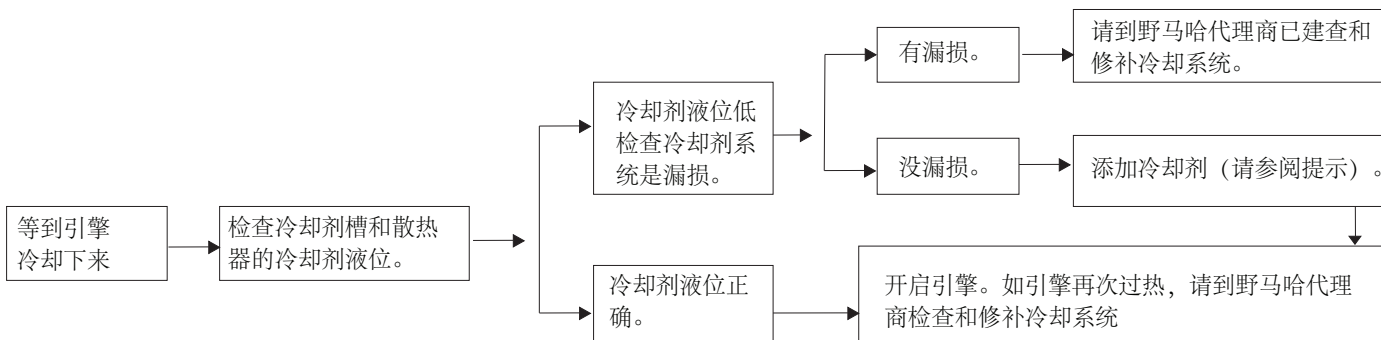 等到引擎
冷却下来
检查冷却剂槽和散热
器的冷却剂液位。
冷却剂液位低
检查冷却剂系
统是漏损。
有漏损。
请到野马哈代理商已建查和
修补冷却系统。
没漏损。
添加冷却剂（请参阅提示）。
冷却剂液位正
确。
开启引擎。如引擎再次过热，请到野马哈代理
商检查和修补冷却系统